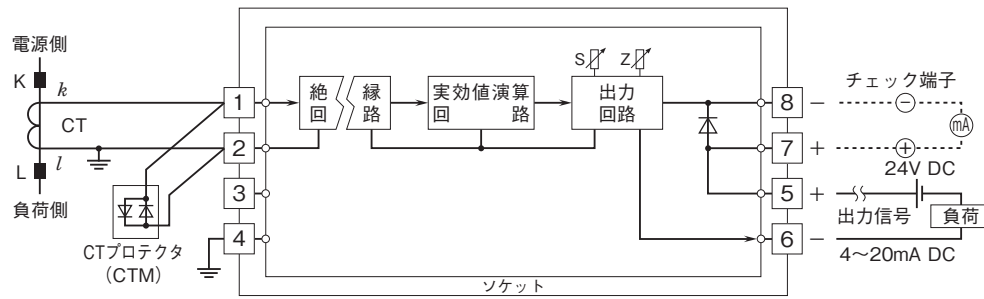 電源側
K
k
CT
L
l
負荷側
CTプロテクタ
(CTM)
1
2
3
4
絶 縁
回 路
実効値演算
回 路
S
Z
出力
回路
8 −
7 +
5 +
6 −
チェック端子
−
mA
+
24V DC
出力信号
負荷
4〜20mA DC
ソケット